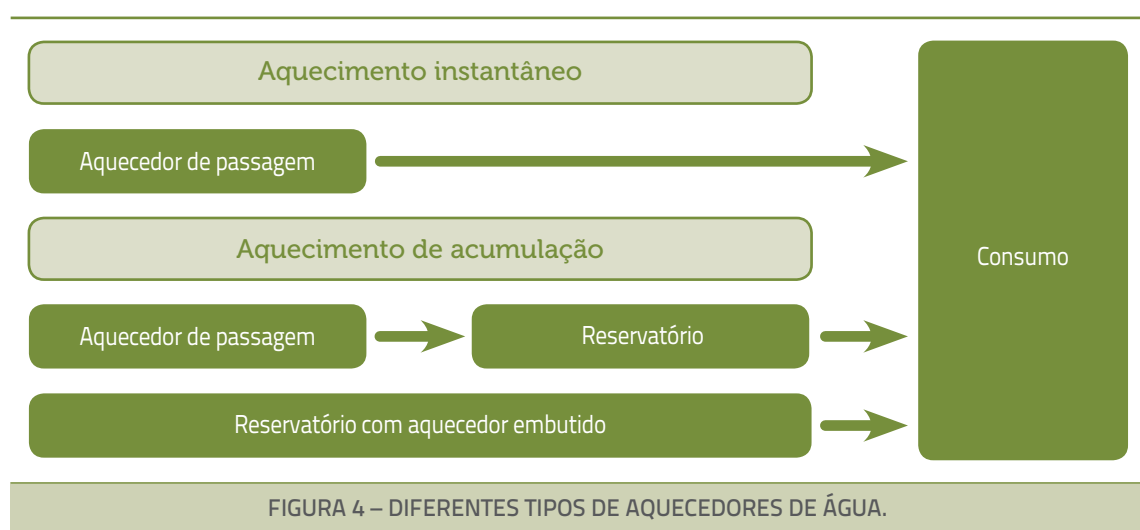 Aquecimento instantâneo
Aquecedor de passagem
Aquecimento de acumulação
Consumo
Aquecedor de passagem
Reservatório
Reservatório com aquecedor embutido
FIGURA 4 – DIFERENTES TIPOS DE AQUECEDORES DE ÁGUA.